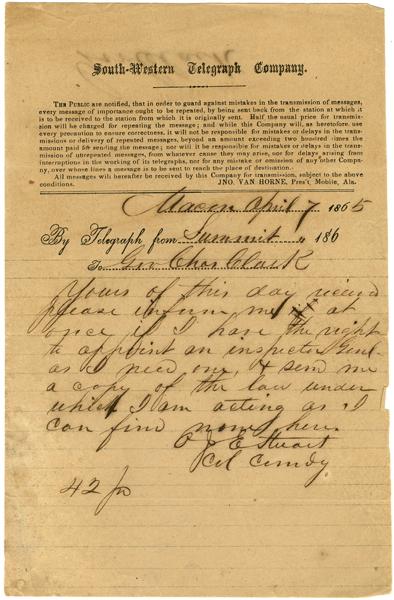 South-Western Telegraph Company.
THE PUBLIC are notified, that in order to guard against mistakes in the transmission of messages,
every message of importance ought to be repeated, by being sent back from the station at which it
is to be received to the station from which it is originally sent. Half the usual price for transmis-
sion will be charged for repeating the message; and while this Company will, as heretofore, use
every precaution to ensure correctness, it will not be responsible for mistakes or delays in the trans-
missions or delivery of repeated messages, beyond an amount exceeding two hundred times the
amount paid for sending the message; nor will it be responsible for mistakes or delays in the trans-
mission of unrepeated messages, from whatever cause they may arise, nor for delays arising from
interruptions in the working of its telegraphs, nor for any mistake or omission of any other Compa-
ny, over whose lines a message is to be sent to reach the place of destination.
All messages will hereafter be received by this Company for transmission, subject to the above
conditions. JNO. VAN HORNE, Pres't, Mobile, Ala.
Macon April 7 1865
By Telegraph from Summit " 186
To Gov Chas Clark
Yours of this day recievd
please inform me at
once if I have the right
to appoint an inspector Genl
as I need one, & send me
a copy of the law under
which I am acting as I
can find none here.
O J E Stuart
Col Comdg
42